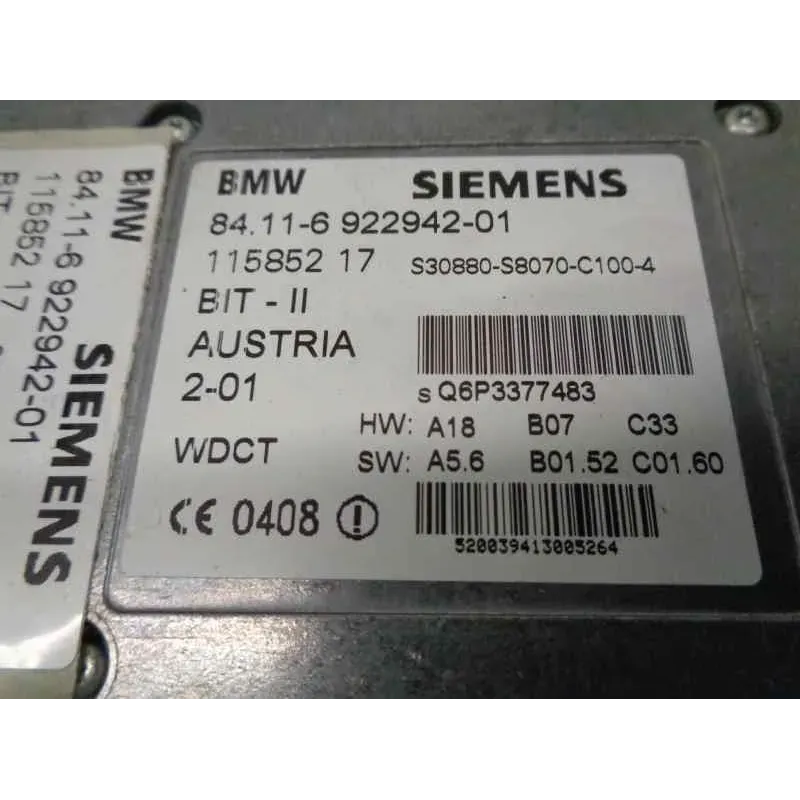 BMW SIEMENS
84.11-6 922942-01
115852 17 S30880-S8070-C100-4
BIT - II
AUSTRIA
2-01 s Q6P3377483
HW: A18 B07 C33
WDCT SW: A5.6 B01.52 C01.60
CE 0408
520039413005264
BMW
84.11-6 922942-01
115852 17
BIT
SIEMENS